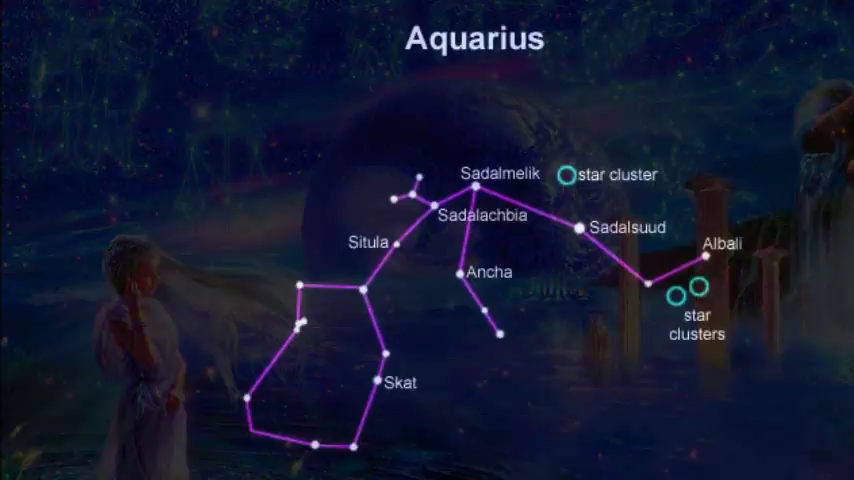 Aquarius
Sadalmelik
star cluster
Sadalachbia
Sadalsuud
Situla
Albali
Ancha
star
clusters
Skat